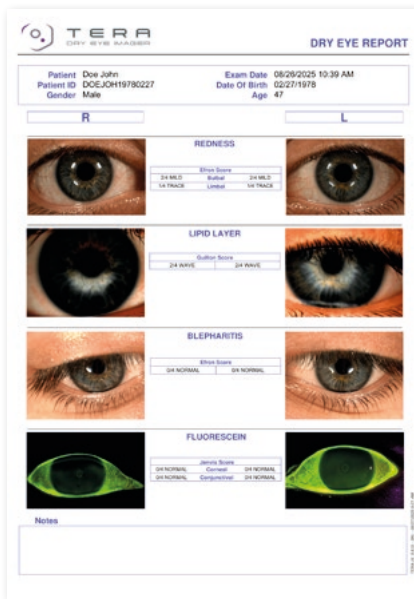 TERA
DRY EYE IMAGER
DRY EYE REPORT
Patient Doe John Exam Date 08/26/2025 10:39 AM
Patient ID DOEJOH19780227 Date Of Birth 02/27/1978
Gender Male Age 47
R L
REDNESS
Efron Score
2/4 MILD Bulbal 2/4 MILD
1/4 TRACE Limbal 1/4 TRACE
LIPID LAYER
Guillon Score
2/4 WAVE 2/4 WAVE
BLEPHARITIS
Efron Score
0/4 NORMAL 0/4 NORMAL
FLUORESCEIN
Jenvis Score
0/4 NORMAL Corneal 0/4 NORMAL
0/4 NORMAL Conjunctival 0/4 NORMAL
Notes